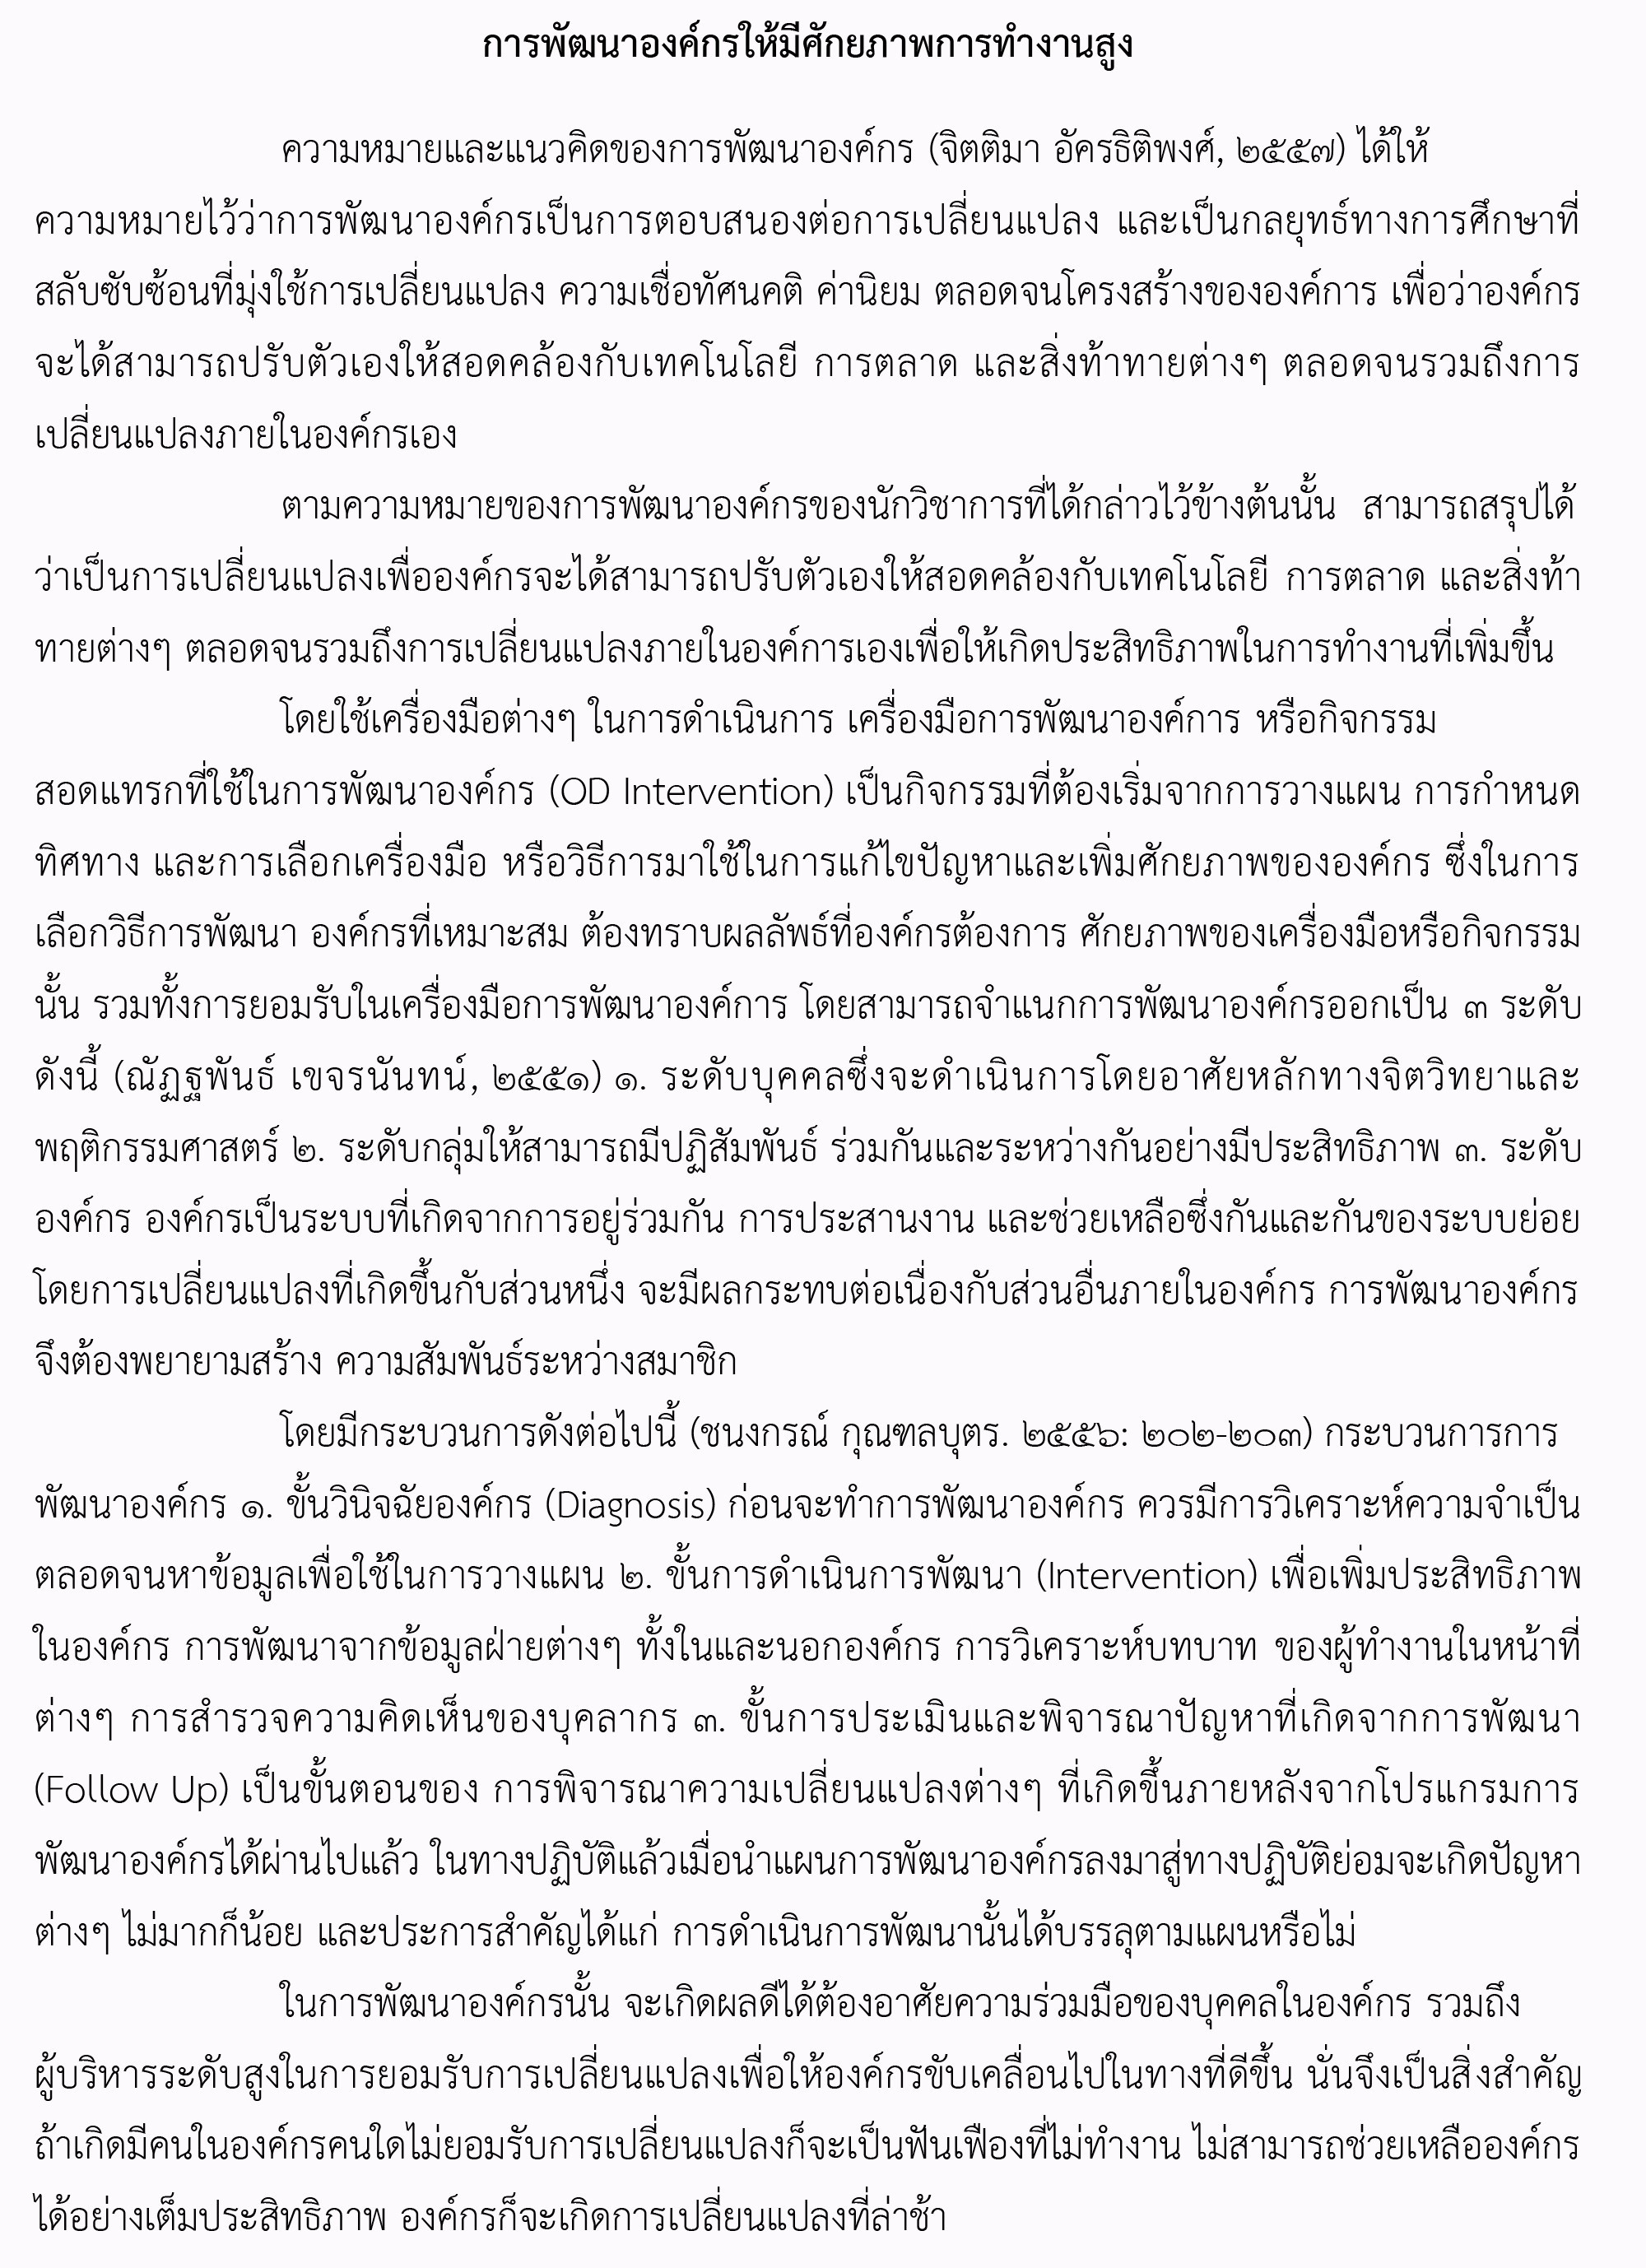 การพัฒนาองค์กรให้มีศักยภาพการทำงานสูง
ความหมายและแนวคิดของการพัฒนาองค์กร (จิตติมา อัครธิติพงศ์, ๒๕๕๗) ได้ให้
ความหมายไว้ว่าการพัฒนาองค์กรเป็นการตอบสนองต่อการเปลี่ยนแปลง และเป็นกลยุทธ์ทางการศึกษาที่
สลับซับซ้อนที่มุ่งใช้การเปลี่ยนแปลง ความเชื่อทัศนคติ ค่านิยม ตลอดจนโครงสร้างขององค์การ เพื่อว่าองค์กร
จะได้สามารถปรับตัวเองให้สอดคล้องกับเทคโนโลยี การตลาด และสิ่งท้าทายต่างๆ ตลอดจนรวมถึงการ
เปลี่ยนแปลงภายในองค์กรเอง
ตามความหมายของการพัฒนาองค์กรของนักวิชาการที่ได้กล่าวไว้ข้างต้นนั้น สามารถสรุปได้
ว่าเป็นการเปลี่ยนแปลงเพื่อองค์กรจะได้สามารถปรับตัวเองให้สอดคล้องกับเทคโนโลยี การตลาด และสิ่งท้า
ทายต่างๆ ตลอดจนรวมถึงการเปลี่ยนแปลงภายในองค์การเองเพื่อให้เกิดประสิทธิภาพในการทำงานที่เพิ่มขึ้น
โดยใช้เครื่องมือต่างๆ ในการดำเนินการ เครื่องมือการพัฒนาองค์การ หรือกิจกรรม
สอดแทรกที่ใช้ในการพัฒนาองค์กร (OD Intervention) เป็นกิจกรรมที่ต้องเริ่มจากการวางแผน การกำหนด
ทิศทาง และการเลือกเครื่องมือ หรือวิธีการมาใช้ในการแก้ไขปัญหาและเพิ่มศักยภาพขององค์กร ซึ่งในการ
เลือกวิธีการพัฒนา องค์กรที่เหมาะสม ต้องทราบผลลัพธ์ที่องค์กรต้องการ ศักยภาพของเครื่องมือหรือกิจกรรม
นั้น รวมทั้งการยอมรับในเครื่องมือการพัฒนาองค์การ โดยสามารถจำแนกการพัฒนาองค์กรออกเป็น ๓ ระดับ
ดังนี้ (ณัฏฐพันธ์ เขจรนันทน์, ๒๕๕๑) ๑. ระดับบุคคลซึ่งจะดำเนินการโดยอาศัยหลักทางจิตวิทยาและ
พฤติกรรมศาสตร์ ๒. ระดับกลุ่มให้สามารถมีปฏิสัมพันธ์ ร่วมกันและระหว่างกันอย่างมีประสิทธิภาพ ๓. ระดับ
องค์กร องค์กรเป็นระบบที่เกิดจากการอยู่ร่วมกัน การประสานงาน และช่วยเหลือซึ่งกันและกันของระบบย่อย
โดยการเปลี่ยนแปลงที่เกิดขึ้นกับส่วนหนึ่ง จะมีผลกระทบต่อเนื่องกับส่วนอื่นภายในองค์กร การพัฒนาองค์กร
จึงต้องพยายามสร้าง ความสัมพันธ์ระหว่างสมาชิก
โดยมีกระบวนการดังต่อไปนี้ (ชนงกรณ์ กุณฑลบุตร. ๒๕๕๖: ๒๐๒-๒๐๓) กระบวนการการ
พัฒนาองค์กร ๑. ขั้นวินิจฉัยองค์กร (Diagnosis) ก่อนจะทำการพัฒนาองค์กร ควรมีการวิเคราะห์ความจำเป็น
ตลอดจนหาข้อมูลเพื่อใช้ในการวางแผน ๒. ขั้นการดำเนินการพัฒนา (Intervention) เพื่อเพิ่มประสิทธิภาพ
ในองค์กร การพัฒนาจากข้อมูลฝ่ายต่างๆ ทั้งในและนอกองค์กร การวิเคราะห์บทบาท ของผู้ทำงานในหน้าที่
ต่างๆ การสำรวจความคิดเห็นของบุคลากร ๓. ขั้นการประเมินและพิจารณาปัญหาที่เกิดจากการพัฒนา
(Follow Up) เป็นขั้นตอนของ การพิจารณาความเปลี่ยนแปลงต่างๆ ที่เกิดขึ้นภายหลังจากโปรแกรมการ
พัฒนาองค์กรได้ผ่านไปแล้ว ในทางปฏิบัติแล้วเมื่อนำแผนการพัฒนาองค์กรลงมาสู่ทางปฏิบัติย่อมจะเกิดปัญหา
ต่างๆ ไม่มากก็น้อย และประการสำคัญได้แก่ การดำเนินการพัฒนานั้นได้บรรลุตามแผนหรือไม่
ในการพัฒนาองค์กรนั้น จะเกิดผลดีได้ต้องอาศัยความร่วมมือของบุคคลในองค์กร รวมถึง
ผู้บริหารระดับสูงในการยอมรับการเปลี่ยนแปลงเพื่อให้องค์กรขับเคลื่อนไปในทางที่ดีขึ้น นั่นจึงเป็นสิ่งสำคัญ
ถ้าเกิดมีคนในองค์กรคนใดไม่ยอมรับการเปลี่ยนแปลงก็จะเป็นฟันเฟืองที่ไม่ทำงาน ไม่สามารถช่วยเหลือองค์กร
ได้อย่างเต็มประสิทธิภาพ องค์กรก็จะเกิดการเปลี่ยนแปลงที่ล่าช้า